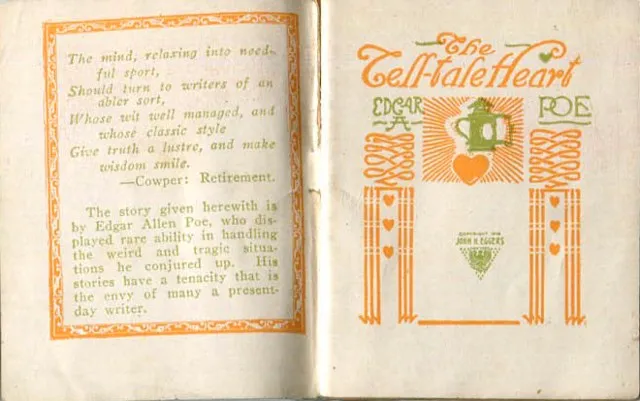 The mind, relaxing into need-
ful sport,
Should turn to writers of an
abler sort,
Whose wit well managed, and
whose classic style
Give truth a lustre, and make
wisdom smile.
—Cowper: Retirement.
The story given herewith is
by Edgar Allen Poe, who dis-
played rare ability in handling
the weird and tragic situa-
tions he conjured up. His
stories have a tenacity that is
the envy of many a present-
day writer.
The
Tell-tale Heart
EDGAR
A
POE
JOHN H. EGGERS